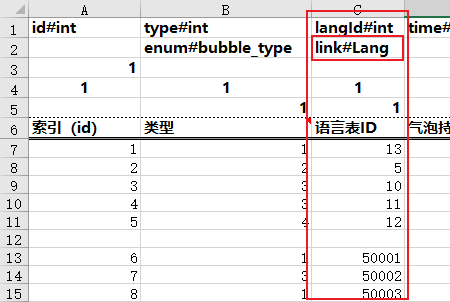 A B C
1 id#int type#int langId#int time#
2 enum#bubble_type link#Lang
3 1
4 1 1 1
5 1 1
6 索引（id） 类型 语言表ID 气泡持
7 1 1 13
8 2 2 5
9 3 3 10
10 4 3 11
11 5 4 12
12
13 6 1 50001
14 7 3 50002
15 8 1 50003